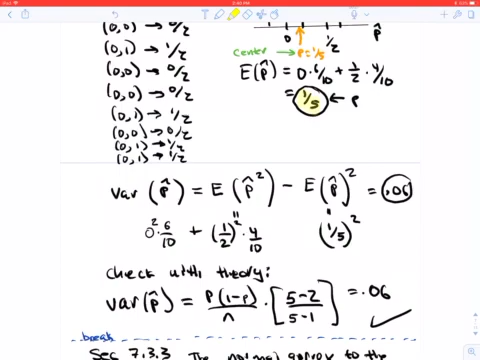 3:40 PM
(0,0) → 0/2
(0,1) → 1/2
(0,0) → 0/2
(0,0) → 0/2
(0,1) → 1/2
(0,0) → 0/2
(0,1) → 1/2
(0,1) → 1/2
0 1/2 p̂
center → p=1/5
E(p̂) = 0·6/10 + 1/2·4/10
= 1/5 ← p
Var(p̂) = E(p̂²) - E(p̂)² = .06
0²·6/10 + (1/2)²·4/10 (1/5)²
check with theory:
Var(p̂) = p(1-p)/n · [5-2/5-1] = .06 ✓
break
Sec 7.3.3 The normal approx to the